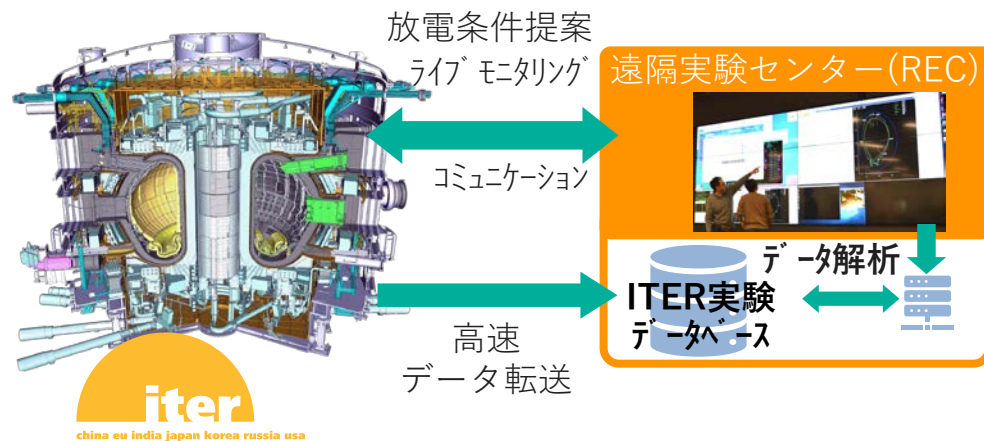 放電条件提案
ﾗｲﾌﾞ ﾓﾆﾀﾘﾝｸﾞ
コミュニケーション
遠隔実験センター(REC)
ﾃﾞｰﾀ解析
ITER実験
ﾃﾞｰﾀﾍﾞｰｽ
高速
データ転送
iter
china eu india japan korea russia usa